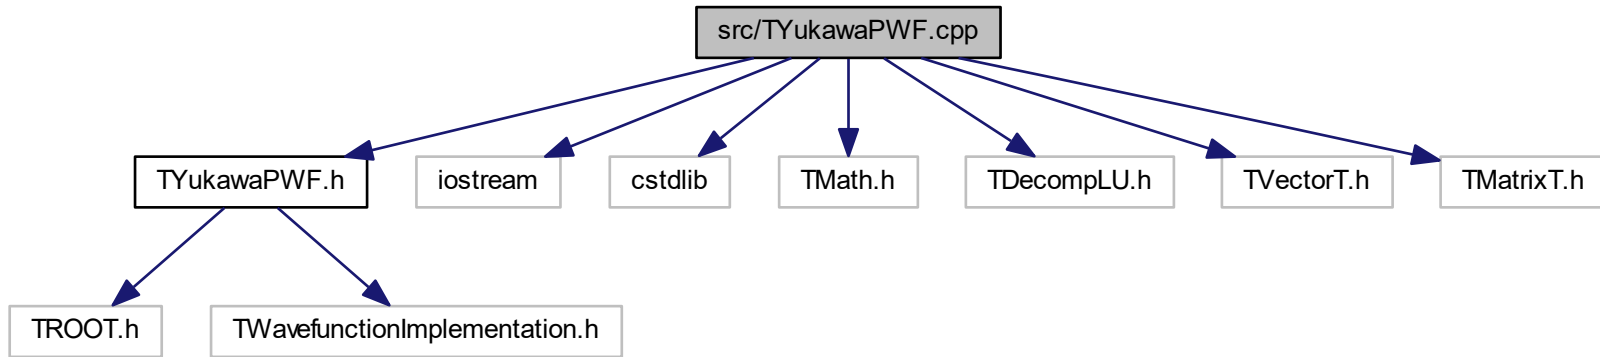 src/TYukawaPWF.cpp
TYukawaPWF.h
iostream
cstdlib
TMath.h
TDecompLU.h
TVectorT.h
TMatrixT.h
TROOT.h
TWavefunctionImplementation.h